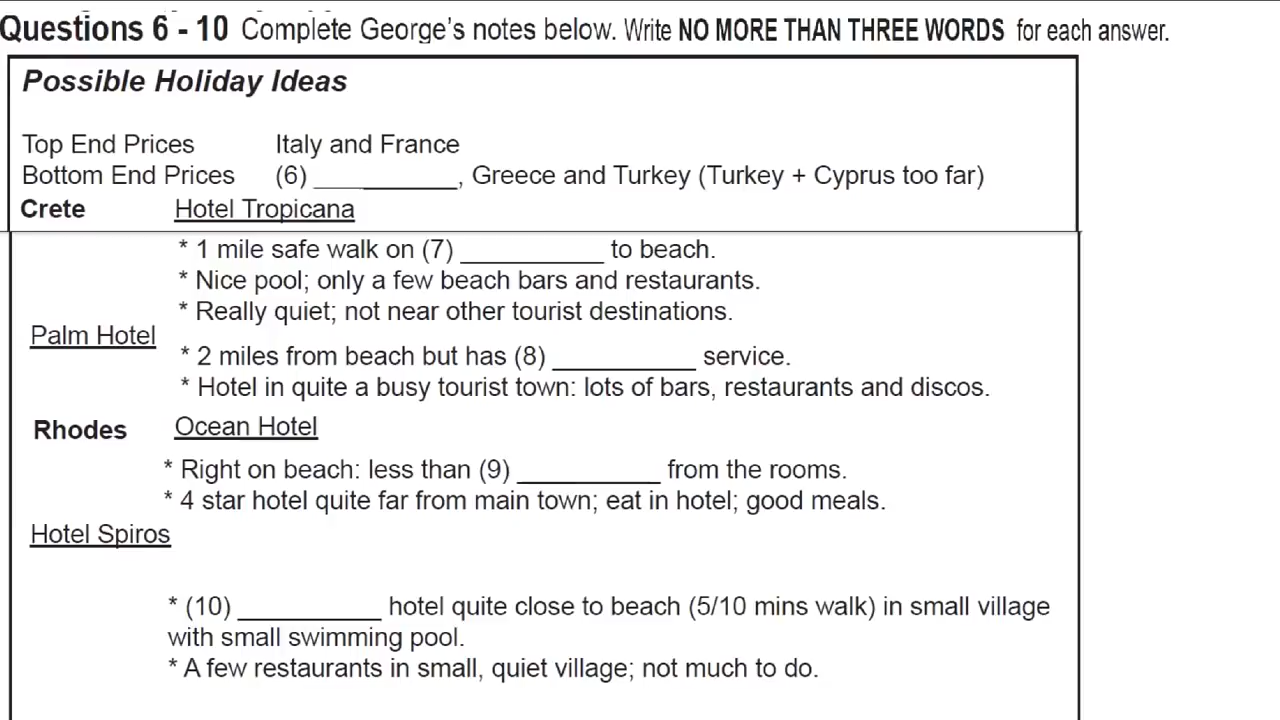 Questions 6 - 10 Complete George's notes below. Write NO MORE THAN THREE WORDS for each answer.
Possible Holiday Ideas
Top End Prices Italy and France
Bottom End Prices (6) __________, Greece and Turkey (Turkey + Cyprus too far)
Crete Hotel Tropicana
* 1 mile safe walk on (7) __________ to beach.
* Nice pool; only a few beach bars and restaurants.
* Really quiet; not near other tourist destinations.
Palm Hotel
* 2 miles from beach but has (8) __________ service.
* Hotel in quite a busy tourist town: lots of bars, restaurants and discos.
Rhodes Ocean Hotel
* Right on beach: less than (9) __________ from the rooms.
* 4 star hotel quite far from main town; eat in hotel; good meals.
Hotel Spiros
* (10) __________ hotel quite close to beach (5/10 mins walk) in small village
with small swimming pool.
* A few restaurants in small, quiet village; not much to do.